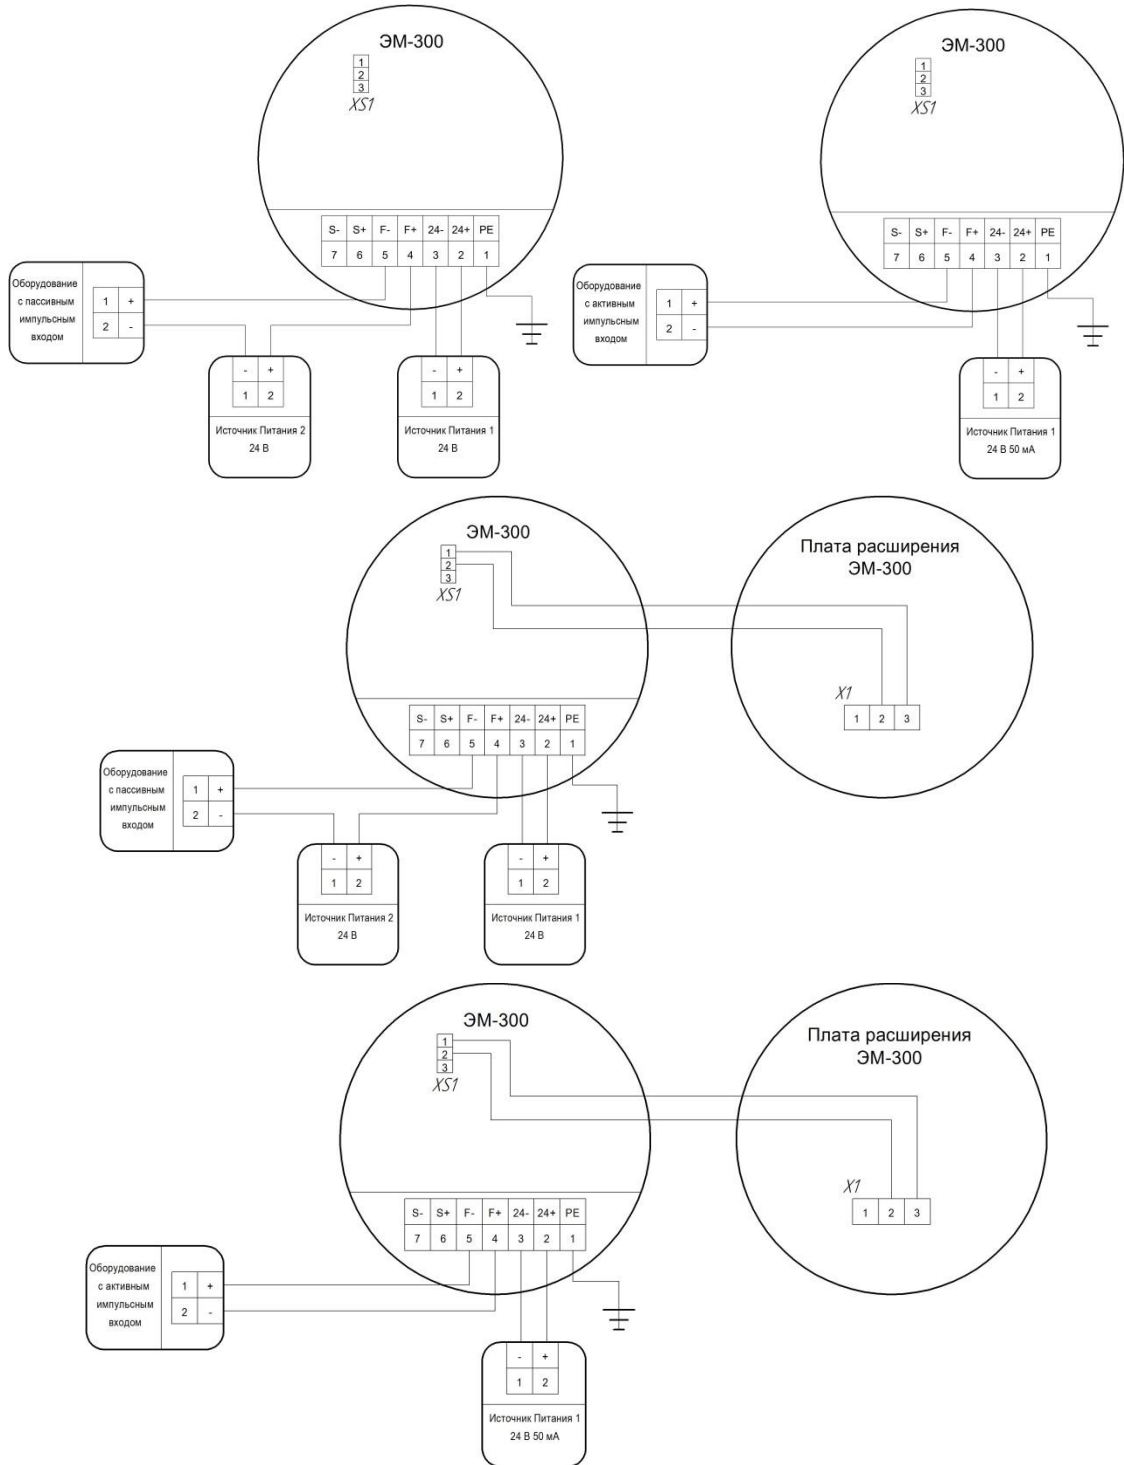 ЭМ-300
1
2
3
XS1
S- S+ F- F+ 24- 24+ PE
7 6 5 4 3 2 1
Оборудование
с пассивным
импульсным
входом
1 +
2 -
- +
1 2
Источник Питания 2
24 В
- +
1 2
Источник Питания 1
24 В
ЭМ-300
1
2
3
XS1
S- S+ F- F+ 24- 24+ PE
7 6 5 4 3 2 1
Оборудование
с активным
импульсным
входом
1 +
2 -
- +
1 2
Источник Питания 1
24 В 50 мА
ЭМ-300
1
2
3
XS1
S- S+ F- F+ 24- 24+ PE
7 6 5 4 3 2 1
Плата расширения
ЭМ-300
X1
1 2 3
Оборудование
с пассивным
импульсным
входом
1 +
2 -
- +
1 2
Источник Питания 2
24 В
- +
1 2
Источник Питания 1
24 В
ЭМ-300
1
2
3
XS1
S- S+ F- F+ 24- 24+ PE
7 6 5 4 3 2 1
Плата расширения
ЭМ-300
X1
1 2 3
Оборудование
с активным
импульсным
входом
1 +
2 -
- +
1 2
Источник Питания 1
24 В 50 мА